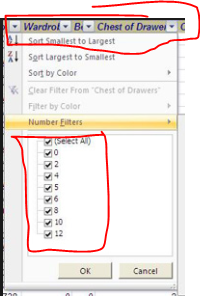 Wardrol Be Chest of Drawer
Sort Smallest to Largest
Sort Largest to Smallest
Sort by Color
Clear Filter From "Chest of Drawers"
Filter by Color
Number Filters
(Select All)
0
2
4
5
6
8
10
12
OK Cancel